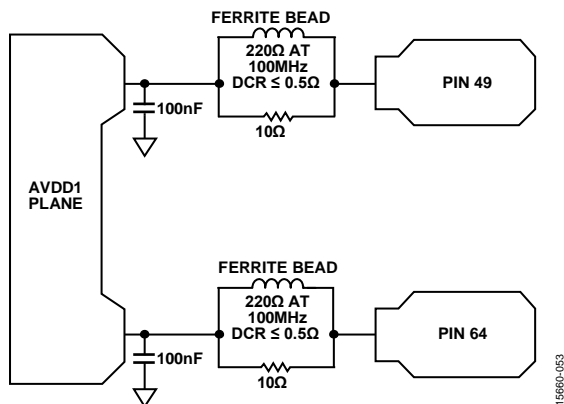 FERRITE BEAD
220Ω AT
100MHz
DCR ≤ 0.5Ω
PIN 49
100nF
10Ω
AVDD1
PLANE
FERRITE BEAD
220Ω AT
100MHz
DCR ≤ 0.5Ω
PIN 64
100nF
10Ω
15660-053